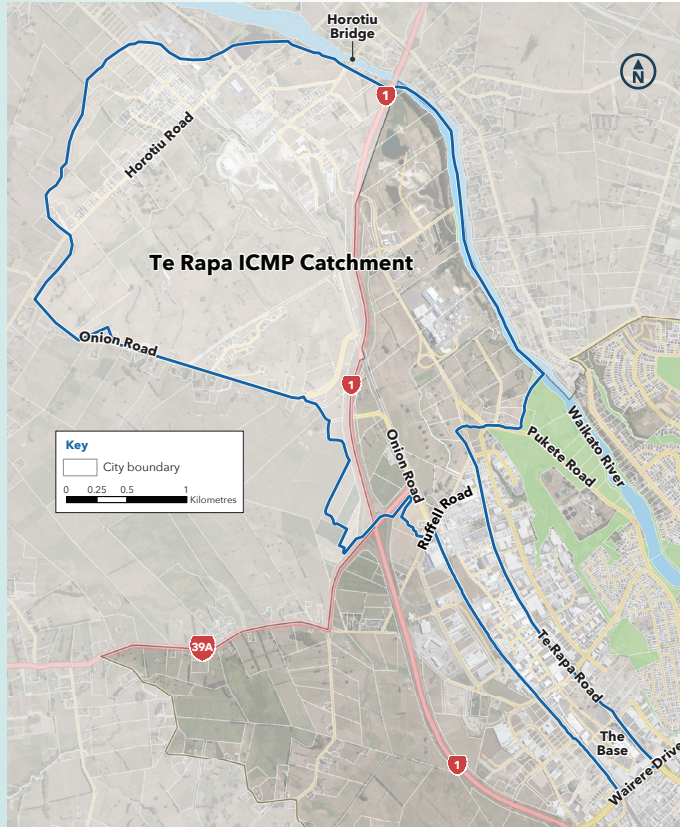 Horotiu
Bridge
N
1
Horotiu Road
Te Rapa ICMP Catchment
Onion Road
1
Key
City boundary
0 0.25 0.5 1
Kilometres
Onion Road
Ruffell Road
Pukete Road
Waikato River
39A
Te Rapa Road
The
Base
1
Wairere Drive